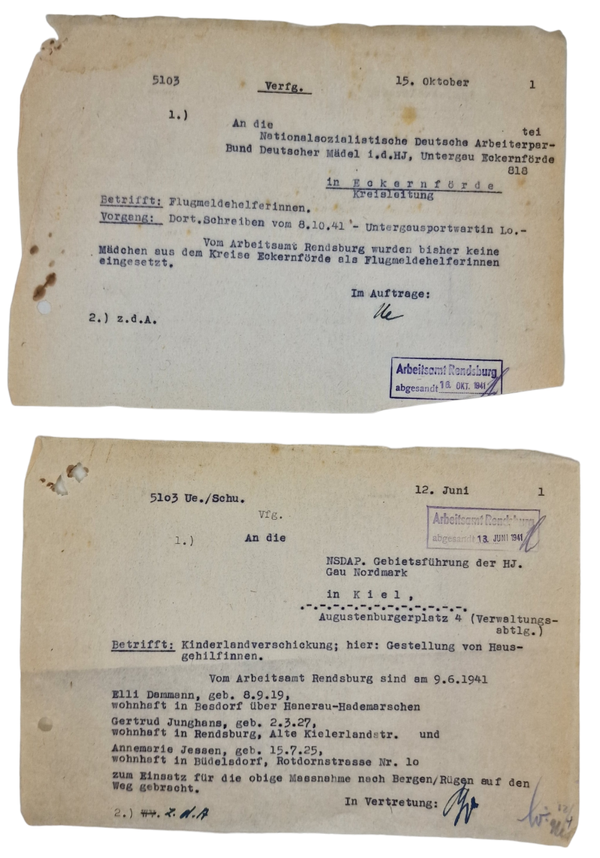 5103 Verfg. 15. Oktober 1
1.) An die
tei
Nationalsozialistische Deutsche Arbeiterpar-
Bund Deutscher Mädel i.d.HJ, Untergau Eckernförde
818
in Eckernförde
Kreisleitung
Betrifft: Flugmeldehelferinnen.
Vorgang: Dort.Schreiben vom 8.10.41 - Untergausportwartin Lo.-
Vom Arbeitsamt Rendsburg wurden bisher keine
Mädchen aus dem Kreise Eckernförde als Flugmeldehelferinnen
eingesetzt.
Im Auftrage:
Ue
2.) z.d.A.
Arbeitsamt Rendsburg
abgesandt 16. OKT. 1941
5103 Ue./Schu. 12. Juni 1
Vfg.
Arbeitsamt Rendsburg
abgesandt 13. JUNI 1941
1.) An die
NSDAP. Gebietsführung der HJ.
Gau Nordmark
in Kiel,
Augustenburgerplatz 4 (Verwaltungs-
abtlg.)
Betrifft: Kinderlandverschickung; hier: Gestellung von Haus-
gehilfinnen.
Vom Arbeitsamt Rendsburg sind am 9.6.1941
Elli Dammann, geb. 8.9.19,
wohnhaft in Besdorf über Hanerau-Hademarschen
Gertrud Junghans, geb. 2.3.27,
wohnhaft in Rendsburg, Alte Kielerlandstr. und
Annemarie Jessen, geb. 15.7.25,
wohnhaft in Büdelsdorf, Rotdornstrasse Nr. 10
zum Einsatz für die obige Massnahme nach Bergen/Rügen auf den
Weg gebracht.
In Vertretung:
2.) z.d.A